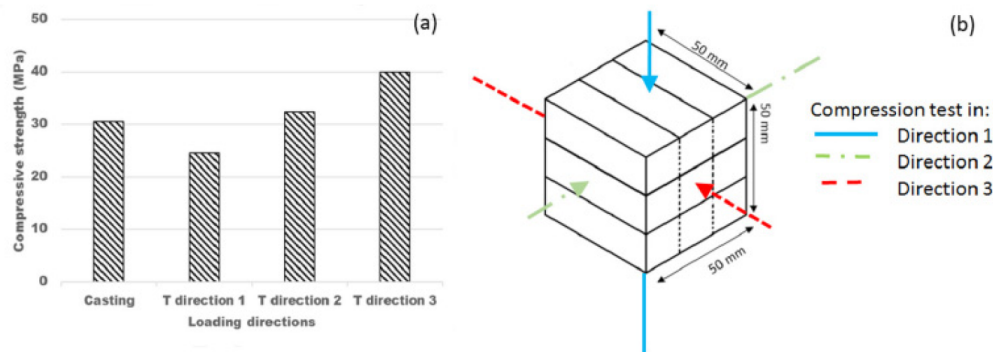 (a)
50
40
30
20
10
0
Compressive strength (MPa)
Casting T direction 1 T direction 2 T direction 3
Loading directions
(b)
50 mm
50 mm
50 mm
Compression test in:
Direction 1
Direction 2
Direction 3